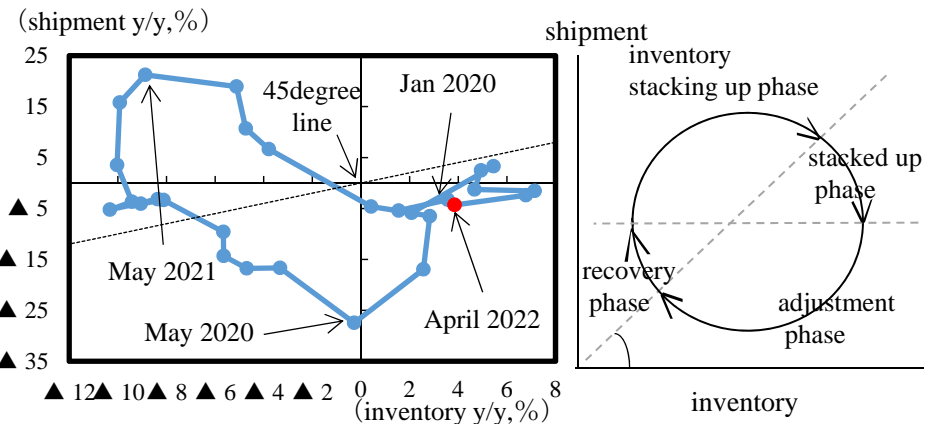 （shipment y/y,％）
25
15
5
▲ 5
▲ 15
▲ 25
▲ 35
45degree
line
Jan 2020
May 2021
May 2020
April 2022
▲ 12 ▲ 10 ▲ 8 ▲ 6 ▲ 4 ▲ 2 0 2 4 6 8
（inventory y/y,％）
shipment
inventory
stacking up phase
stacked up
phase
recovery
phase
adjustment
phase
inventory